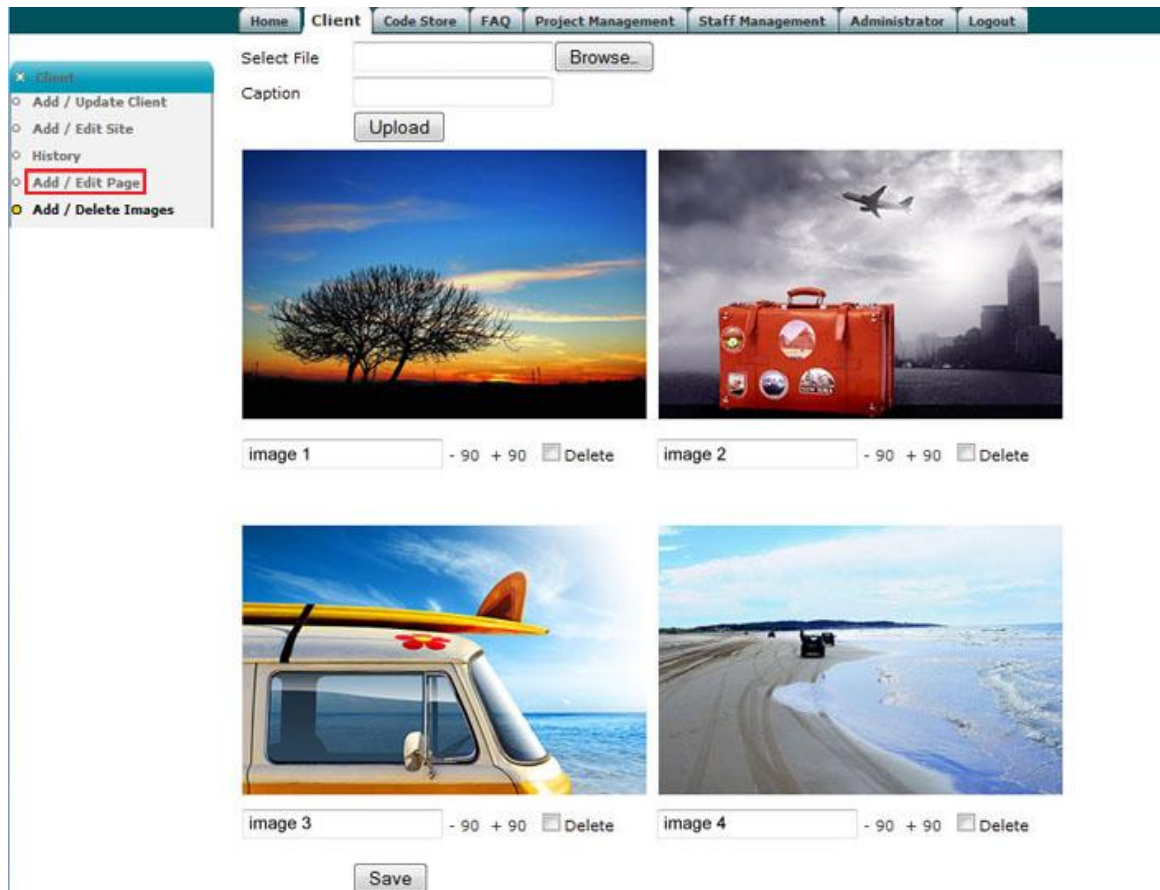 Home Client Code Store FAQ Project Management Staff Management Administrator Logout
Client
Add / Update Client
Add / Edit Site
History
Add / Edit Page
Add / Delete Images
Select File Browse..
Caption
Upload
NEW YORK
image 1 - 90 + 90 Delete
image 2 - 90 + 90 Delete
image 3 - 90 + 90 Delete
image 4 - 90 + 90 Delete
Save